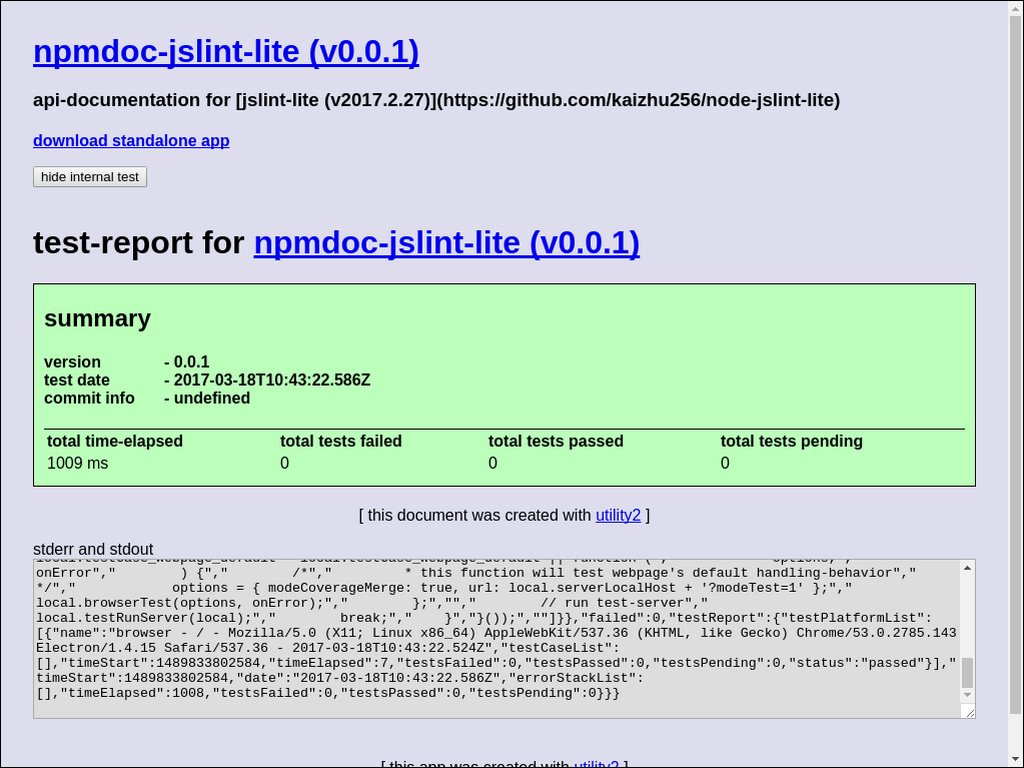 npmdoc-jslint-lite (v0.0.1)
api-documentation for [jslint-lite (v2017.2.27)](https://github.com/kaizhu256/node-jslint-lite)
download standalone app
hide internal test
test-report for npmdoc-jslint-lite (v0.0.1)
summary
version - 0.0.1
test date - 2017-03-18T10:43:22.586Z
commit info - undefined
total time-elapsed total tests failed total tests passed total tests pending
1009 ms 0 0 0
[ this document was created with utility2 ]
stderr and stdout
onError","        ) {","        /*","         * this function will test webpage's default handling-behavior","
*/","            options = { modeCoverageMerge: true, url: local.serverLocalHost + '?modeTest=1' };","
local.browserTest(options, onError);","        };","","        // run test-server","
local.testRunServer(local);","        break;","    }","}());",""]}},"failed":0,"testReport":{"testPlatformList":
[{"name":"browser - / - Mozilla/5.0 (X11; Linux x86_64) AppleWebKit/537.36 (KHTML, like Gecko) Chrome/53.0.2785.143
Electron/1.4.15 Safari/537.36 - 2017-03-18T10:43:22.524Z","testCaseList":
[],"timeStart":1489833802584,"timeElapsed":7,"testsFailed":0,"testsPassed":0,"testsPending":0,"status":"passed"}],"
timeStart":1489833802584,"date":"2017-03-18T10:43:22.586Z","errorStackList":
[],"timeElapsed":1008,"testsFailed":0,"testsPassed":0,"testsPending":0}}}
[ this app was created with utility2 ]